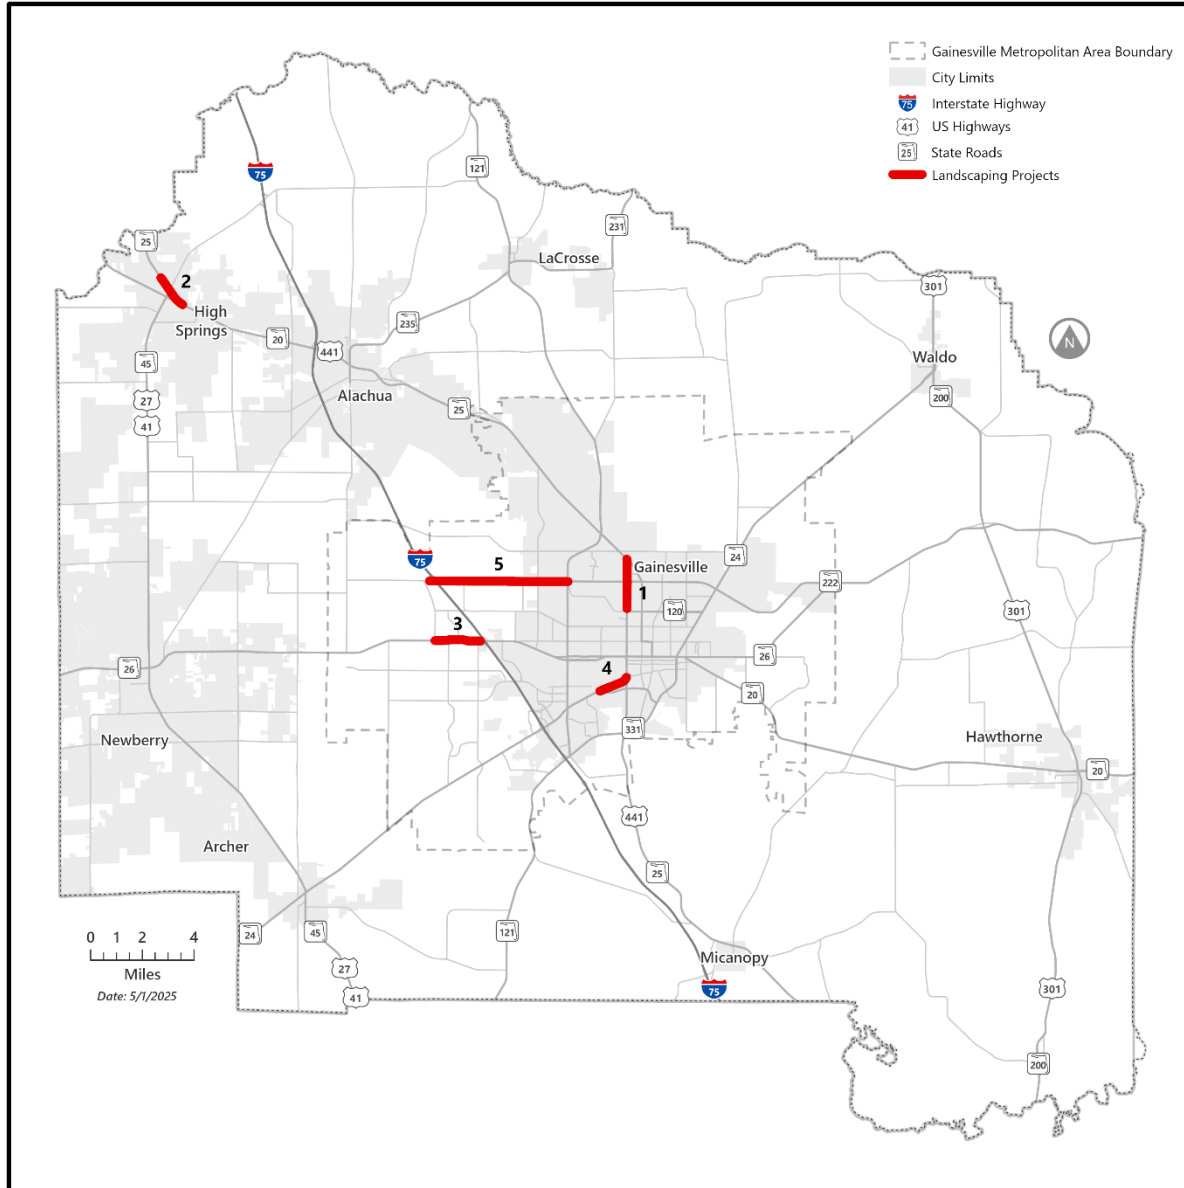 Gainesville Metropolitan Area Boundary
City Limits
75 Interstate Highway
41 US Highways
25 State Roads
Landscaping Projects
75
121
231
25
LaCrosse
2
301
High
Springs
235
N
20
441
Waldo
45
Alachua
200
27
25
41
24
75
5
Gainesville
222
1
120
301
3
26
26
4
20
331
Newberry
Hawthorne
20
441
Archer
25
24
45
121
0 1 2 4
Miles
Date: 5/1/2025
Micanopy
27
75
41
301
200